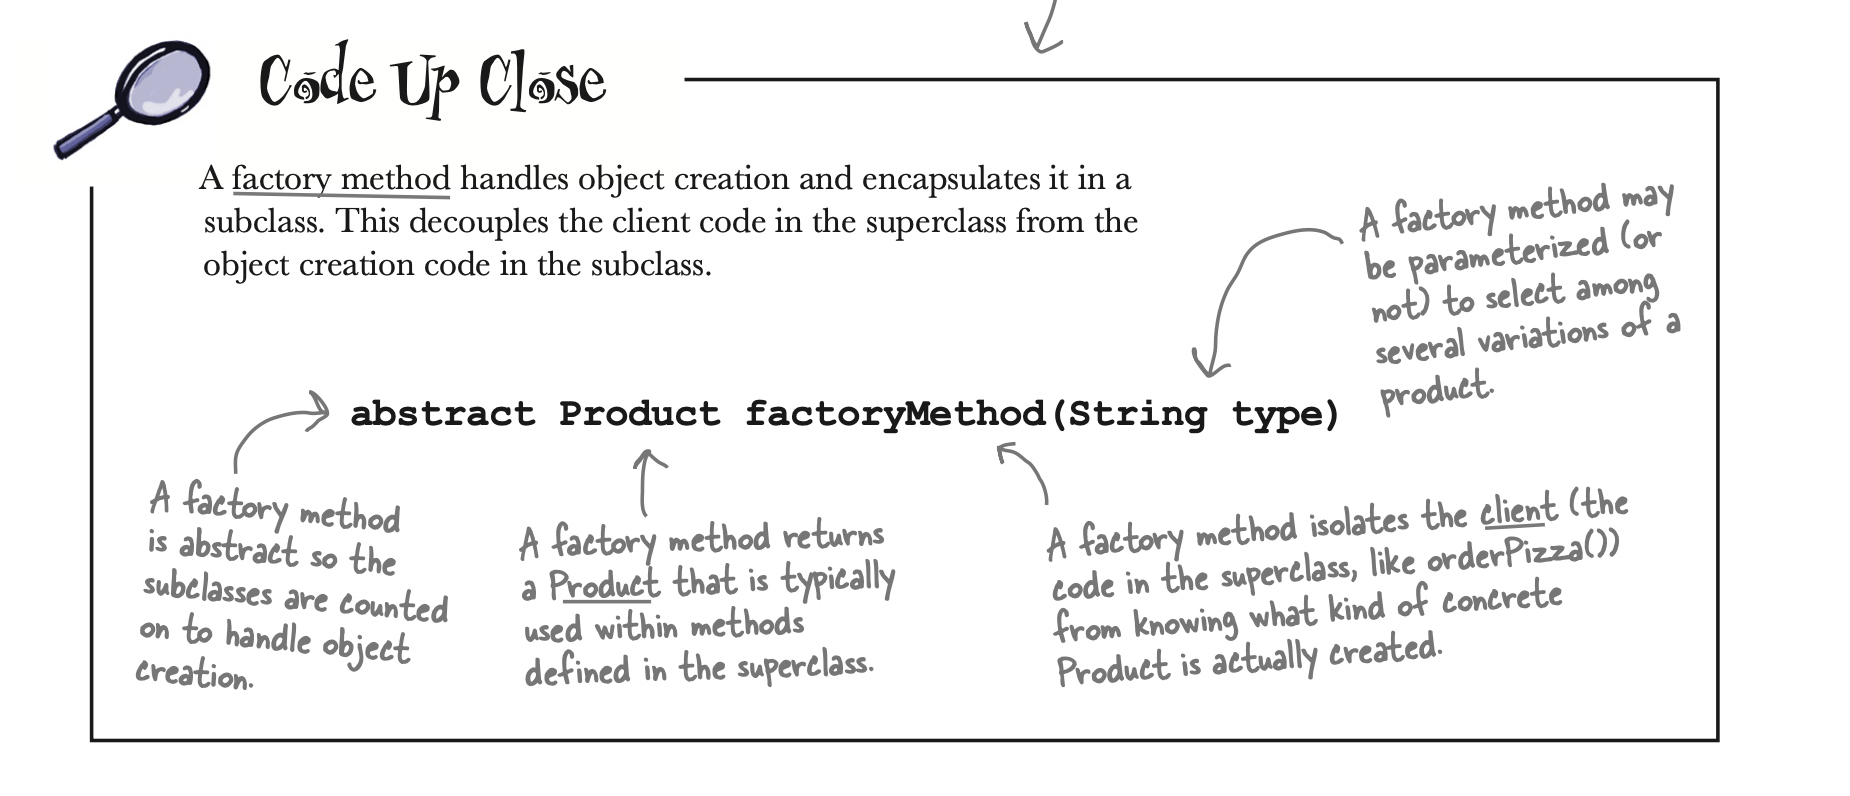 Code Up Close
A factory method handles object creation and encapsulates it in a
subclass. This decouples the client code in the superclass from the
object creation code in the subclass.
A factory method may
be parameterized (or
not) to select among
several variations of a
product.
abstract Product factoryMethod(String type)
A factory method
is abstract so the
subclasses are counted
on to handle object
creation.
A factory method returns
a Product that is typically
used within methods
defined in the superclass.
A factory method isolates the client (the
code in the superclass, like orderPizza())
from knowing what kind of concrete
Product is actually created.